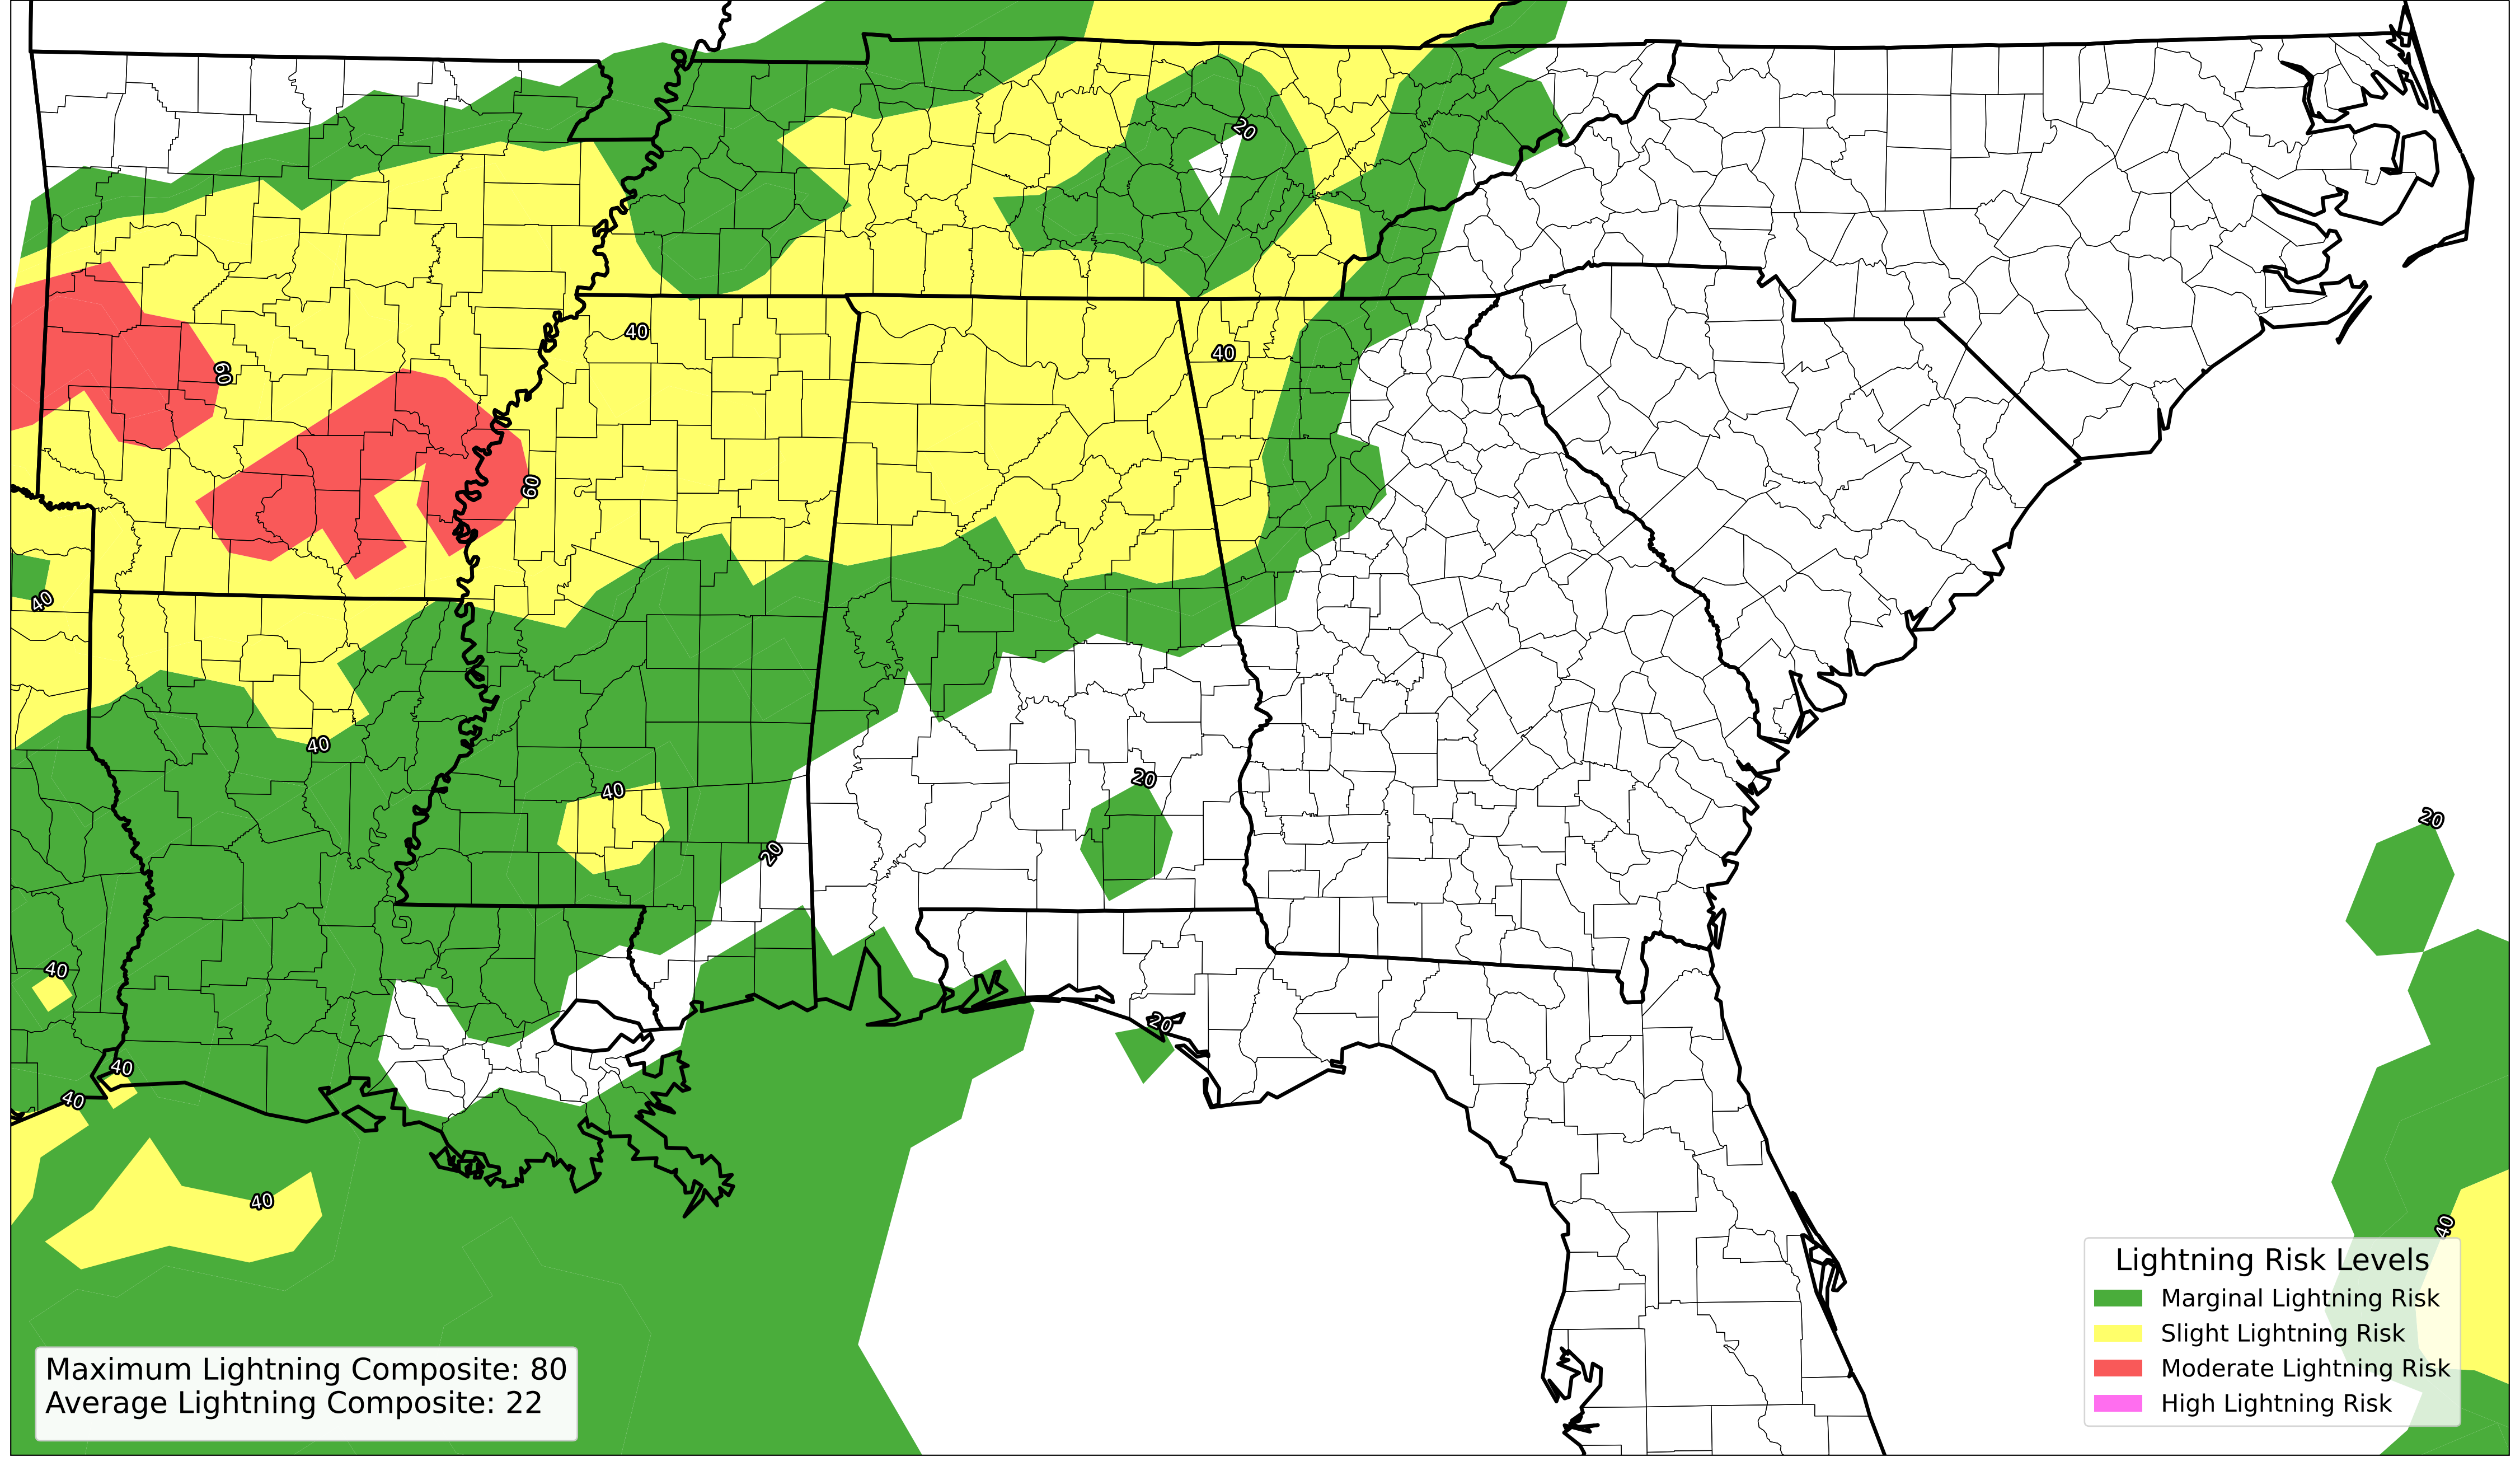 20
40
40
60
60
40
40
20
40
20
20
40
20
40
40
40
40
Lightning Risk Levels
Marginal Lightning Risk
Slight Lightning Risk
Moderate Lightning Risk
High Lightning Risk
Maximum Lightning Composite: 80
Average Lightning Composite: 22